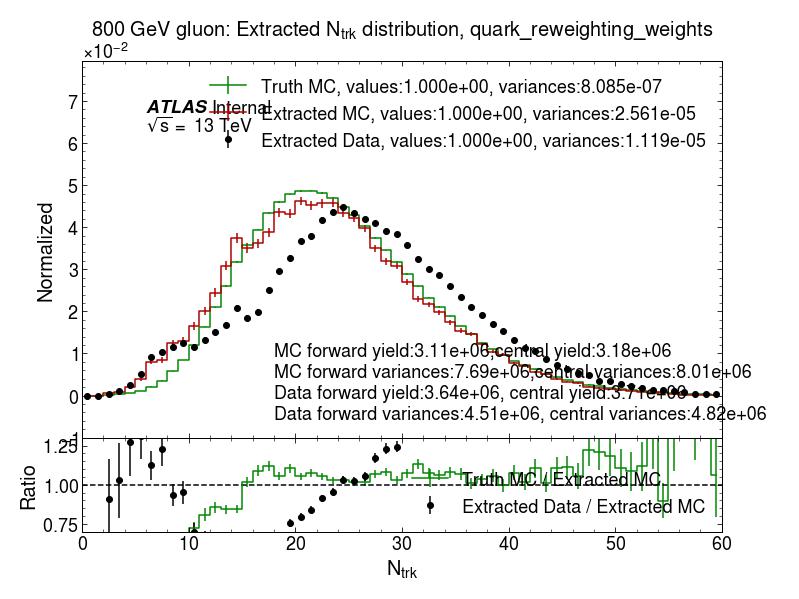 800 GeV gluon: Extracted Ntrk distribution, quark_reweighting_weights
×10−2
Truth MC, values:1.000e+00, variances:8.085e-07
ATLAS Internal
Extracted MC, values:1.000e+00, variances:2.561e-05
√s = 13 TeV
Extracted Data, values:1.000e+00, variances:1.119e-05
7
6
5
4
3
2
1
0
Normalized
MC forward yield:3.11e+06, central yield:3.18e+06
MC forward variances:7.69e+06, central variances:8.01e+06
Data forward yield:3.64e+06, central yield:3.71e+06
Data forward variances:4.51e+06, central variances:4.82e+06
−1
1.25
1.00
0.75
Ratio
Truth MC / Extracted MC
Extracted Data / Extracted MC
0 10 20 30 40 50 60
Ntrk